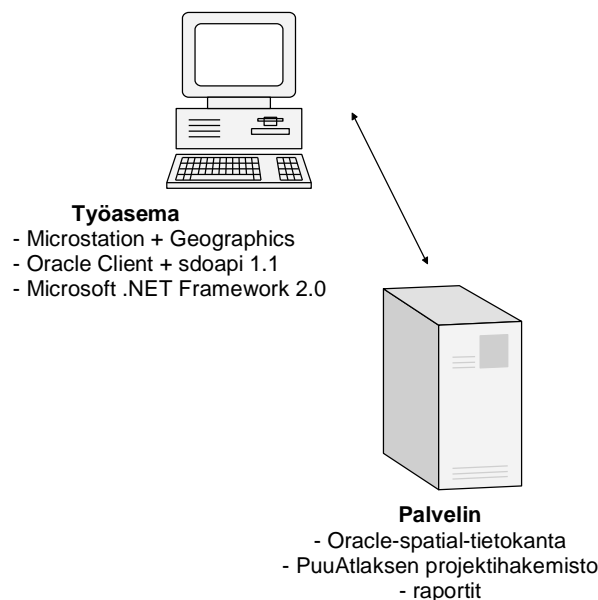 Työasema
- Microstation + Geographics
- Oracle Client + sdoapi 1.1
- Microsoft .NET Framework 2.0
Palvelin
- Oracle-spatial-tietokanta
- PuuAtlaksen projektihakemisto
- raportit